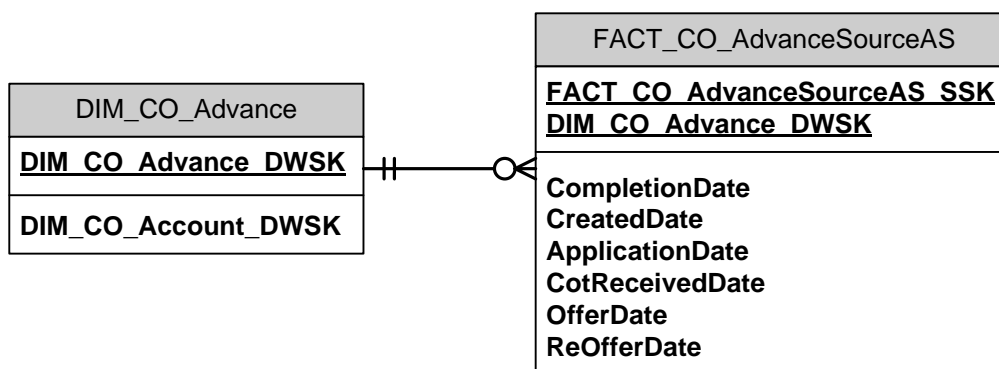 DIM_CO_Advance
DIM_CO_Advance_DWSK
DIM_CO_Account_DWSK
FACT_CO_AdvanceSourceAS
FACT_CO_AdvanceSourceAS_SSK
DIM_CO_Advance_DWSK
CompletionDate
CreatedDate
ApplicationDate
CotReceivedDate
OfferDate
ReOfferDate